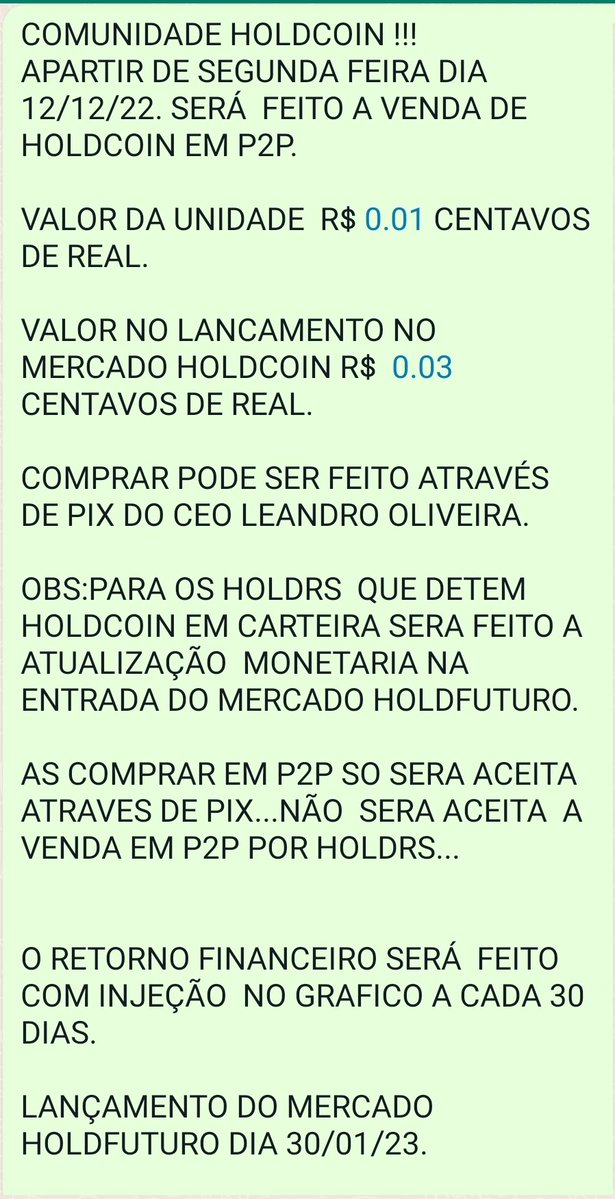 COMUNIDADE HOLDCOIN !!!
APARTIR DE SEGUNDA FEIRA DIA
12/12/22. SERÁ  FEITO A VENDA DE
HOLDCOIN EM P2P.
VALOR DA UNIDADE  R$ 0.01 CENTAVOS
DE REAL.
VALOR NO LANCAMENTO NO
MERCADO HOLDCOIN R$  0.03
CENTAVOS DE REAL.
COMPRAR PODE SER FEITO ATRAVÉS
DE PIX DO CEO LEANDRO OLIVEIRA.
OBS:PARA OS HOLDRS  QUE DETEM
HOLDCOIN EM CARTEIRA SERA FEITO A
ATUALIZAÇÃO  MONETARIA NA
ENTRADA DO MERCADO HOLDFUTURO.
AS COMPRAR EM P2P SO SERA ACEITA
ATRAVES DE PIX...NÃO  SERA ACEITA  A
VENDA EM P2P POR HOLDRS...
O RETORNO FINANCEIRO SERÁ  FEITO
COM INJEÇÃO  NO GRAFICO A CADA 30
DIAS.
LANÇAMENTO DO MERCADO
HOLDFUTURO DIA 30/01/23.